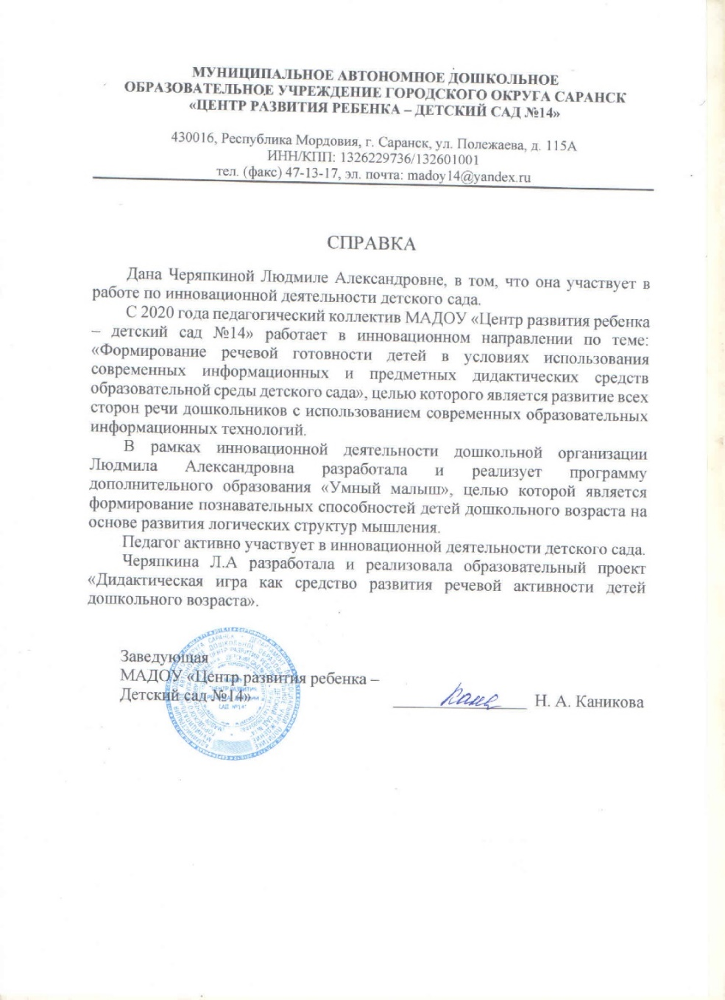 МУНИЦИПАЛЬНОЕ АВТОНОМНОЕ ДОШКОЛЬНОЕ
ОБРАЗОВАТЕЛЬНОЕ УЧРЕЖДЕНИЕ ГОРОДСКОГО ОКРУГА САРАНСК
«ЦЕНТР РАЗВИТИЯ РЕБЕНКА – ДЕТСКИЙ САД №14»
430016, Республика Мордовия, г. Саранск, ул. Полежаева, д. 115А
ИНН/КПП: 1326229736/132601001
тел. (факс) 47-13-17, эл. почта: madoy14@yandex.ru
СПРАВКА
Дана Черяпкиной Людмиле Александровне, в том, что она участвует в
работе по инновационной деятельности детского сада.
С 2020 года педагогический коллектив МАДОУ «Центр развития ребенка
– детский сад №14» работает в инновационном направлении по теме:
«Формирование речевой готовности детей в условиях использования
современных информационных и предметных дидактических средств
образовательной среды детского сада», целью которого является развитие всех
сторон речи дошкольников с использованием современных образовательных
информационных технологий.
В рамках инновационной деятельности дошкольной организации
Людмила Александровна разработала и реализует программу
дополнительного образования «Умный малыш», целью которой является
формирование познавательных способностей детей дошкольного возраста на
основе развития логических структур мышления.
Педагог активно участвует в инновационной деятельности детского сада.
Черяпкина Л.А разработала и реализовала образовательный проект
«Дидактическая игра как средство развития речевой активности детей
дошкольного возраста».
Заведующая
МАДОУ «Центр развития ребенка –
Детский сад №14»
Н. А. Каникова